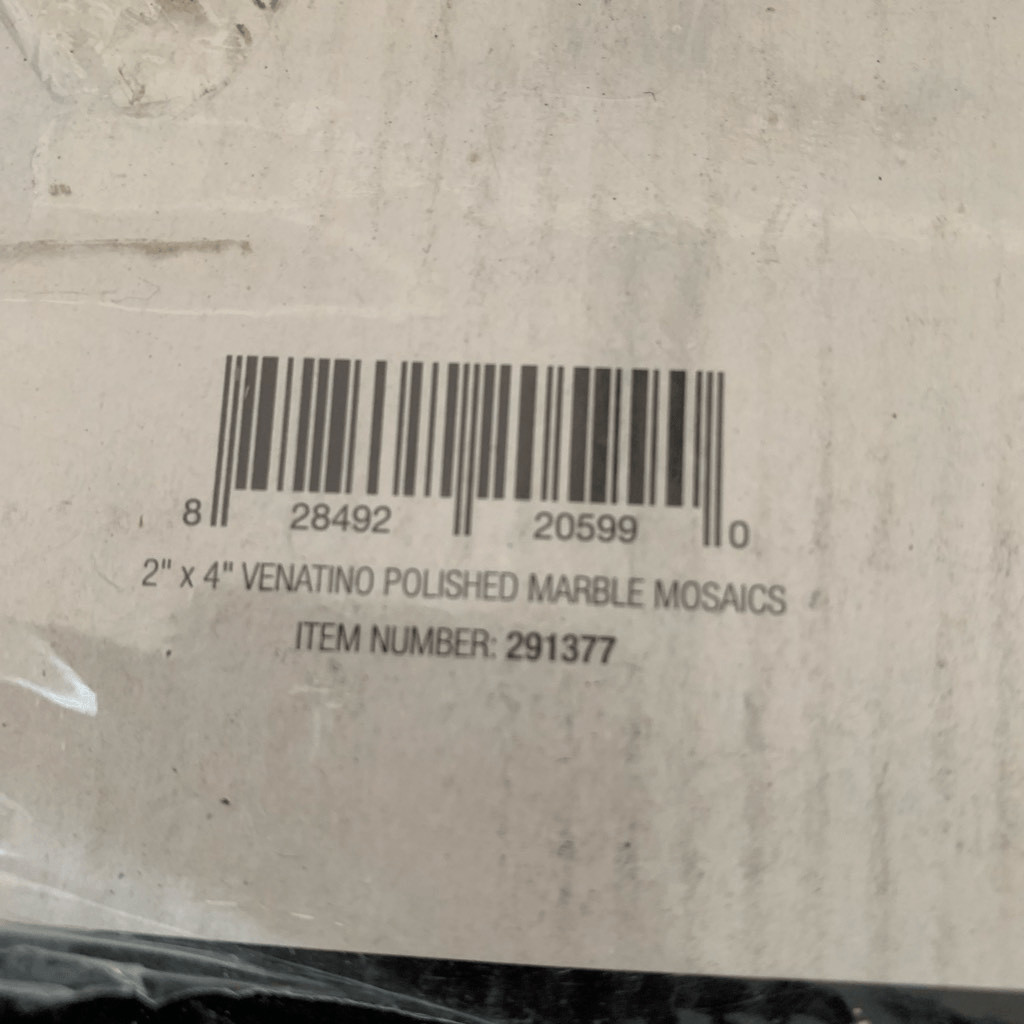 8 28492 20599 0
2" x 4" VENATINO POLISHED MARBLE MOSAICS
ITEM NUMBER: 291377